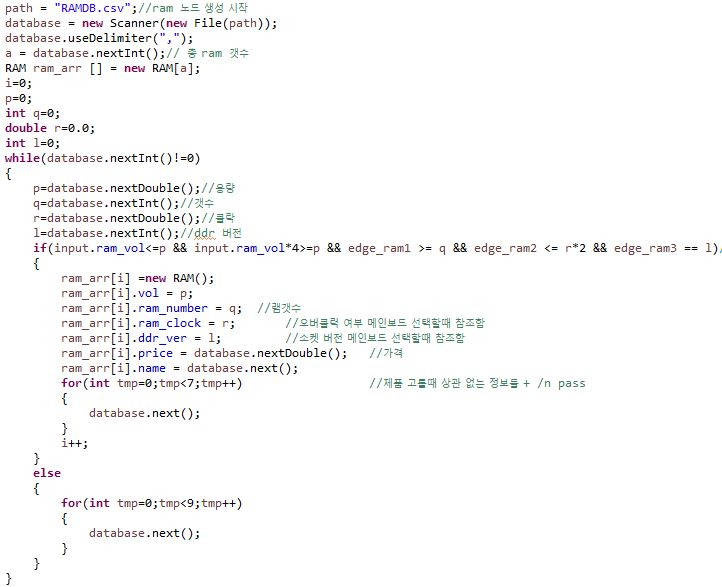 path = "RAMDB.csv";//ram 노드 생성 시작
database = new Scanner(new File(path));
database.useDelimiter(",");
a = database.nextInt();// 총 ram 갯수
RAM ram_arr [] = new RAM[a];
i=0;
p=0;
int q=0;
double r=0.0;
int l=0;
while(database.nextInt()!=0)
{
p=database.nextDouble();//용량
q=database.nextInt();//갯수
r=database.nextDouble();//클럭
l=database.nextInt();//ddr 버전
if(input.ram_vol<=p && input.ram_vol*4>=p && edge_ram1 >= q && edge_ram2 <= r*2 && edge_ram3 == l)/
{
ram_arr[i] =new RAM();
ram_arr[i].vol = p;
ram_arr[i].ram_number = q; //램갯수
ram_arr[i].ram_clock = r; //오버클럭 여부 메인보드 선택할때 참조함
ram_arr[i].ddr_ver = l; //소켓 버전 메인보드 선택할때 참조함
ram_arr[i].price = database.nextDouble(); //가격
ram_arr[i].name = database.next();
for(int tmp=0;tmp<7;tmp++) //제품 고를때 상관 없는 정보들 + /n pass
{
database.next();
}
i++;
}
else
{
for(int tmp=0;tmp<9;tmp++)
{
database.next();
}
}
}